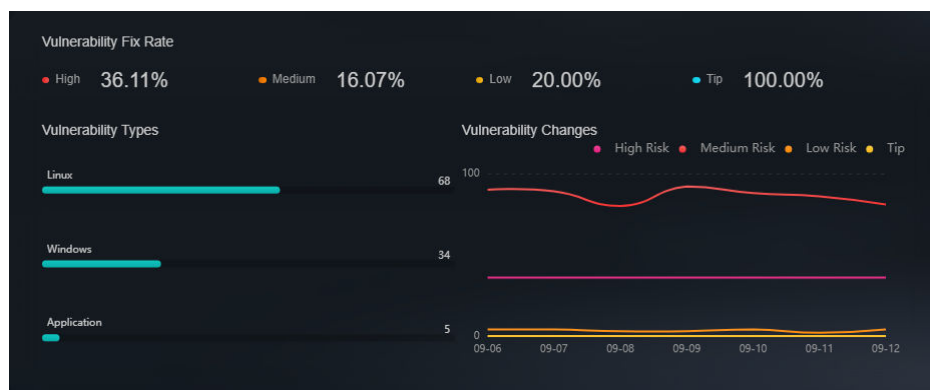 Vulnerability Fix Rate
High 36.11% Medium 16.07% Low 20.00% Tip 100.00%
Vulnerability Types
Linux 68
Windows 34
Application 5
Vulnerability Changes
High Risk Medium Risk Low Risk Tip
100
0
09-06 09-07 09-08 09-09 09-10 09-11 09-12